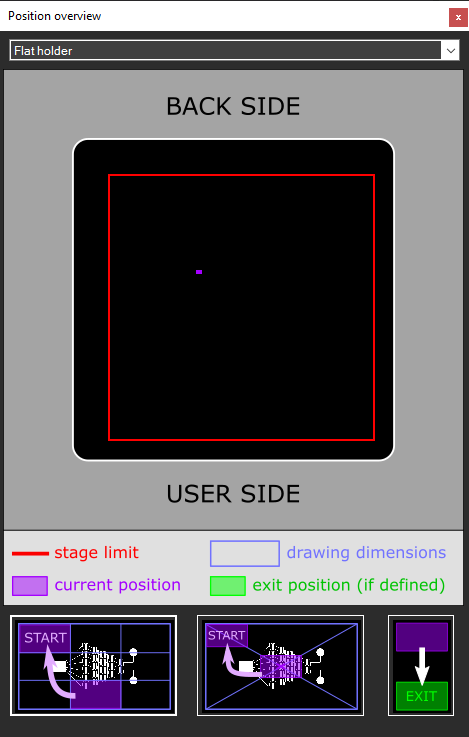 Position overview
x
Flat holder
BACK SIDE
USER SIDE
stage limit
drawing dimensions
current position
exit position (if defined)
START
START
EXIT